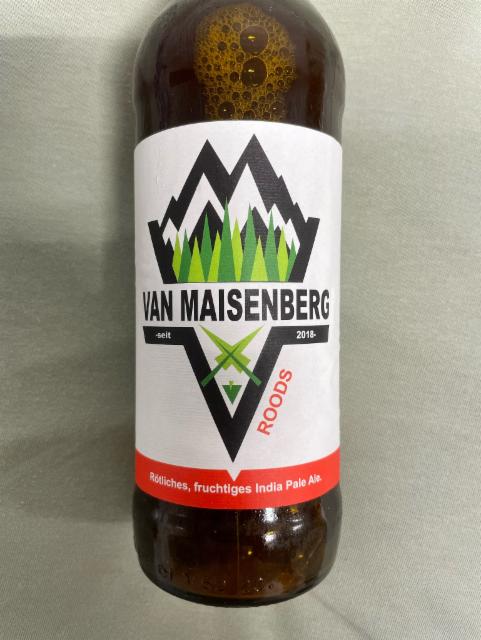 VAN MAISENBERG
-seit 2018-
ROODS
Rötliches, fruchtiges India Pale Ale.